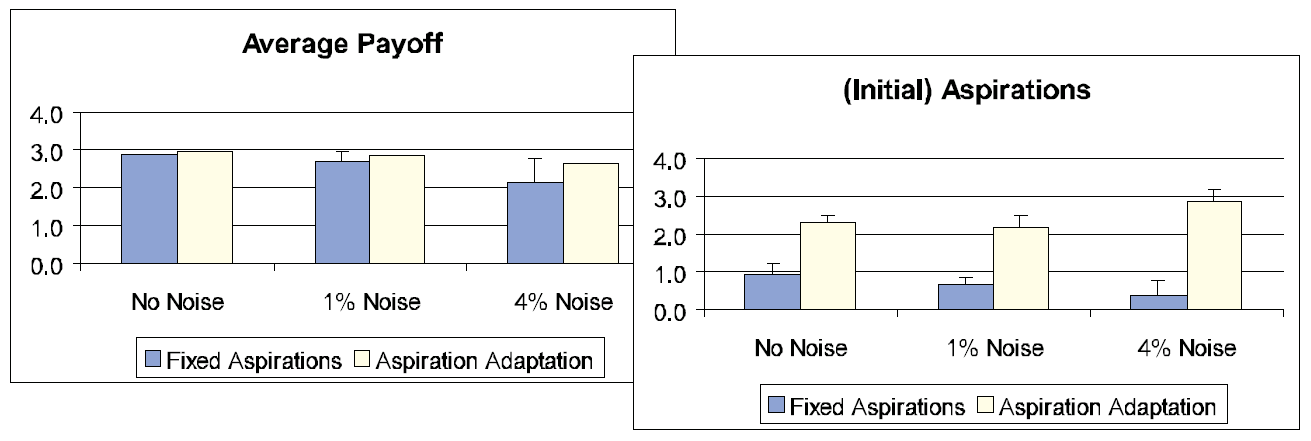 Average Payoff
4.0
3.0
2.0
1.0
0.0
No Noise 1% Noise 4% Noise
Fixed Aspirations Aspiration Adaptation
(Initial) Aspirations
4.0
3.0
2.0
1.0
0.0
No Noise 1% Noise 4% Noise
Fixed Aspirations Aspiration Adaptation